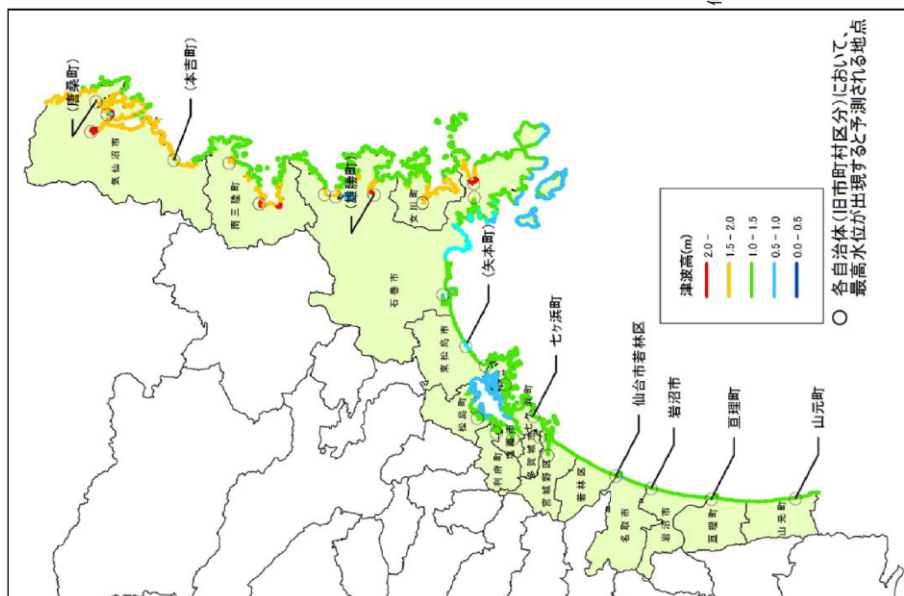 (唐桑町)
(本吉町)
気仙沼市
南三陸町
(雄勝町)
女川町
石巻市
(矢本町)
東松島市
松島町
利府町
七ヶ浜町
七ヶ浜町
多賀城市
宮城野区
若林区
仙台市若林区
名取市
岩沼市
岩沼市
亘理町
亘理町
山元町
山元町
津波高(m)
2.0 -
1.5 - 2.0
1.0 - 1.5
0.5 - 1.0
0.0 - 0.5
○ 各自治体(旧市町村区分)において、
最高水位が出現すると予測される地点